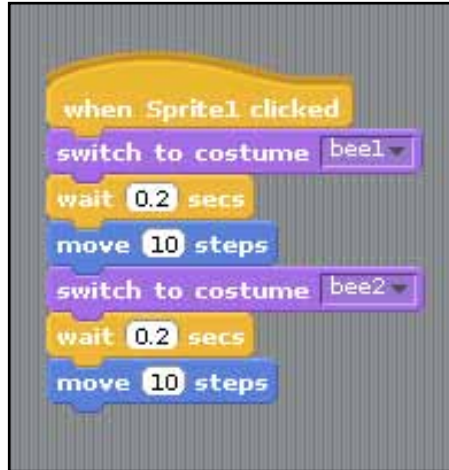 when Sprite1 clicked
switch to costume bee1
wait 0.2 secs
move 10 steps
switch to costume bee2
wait 0.2 secs
move 10 steps